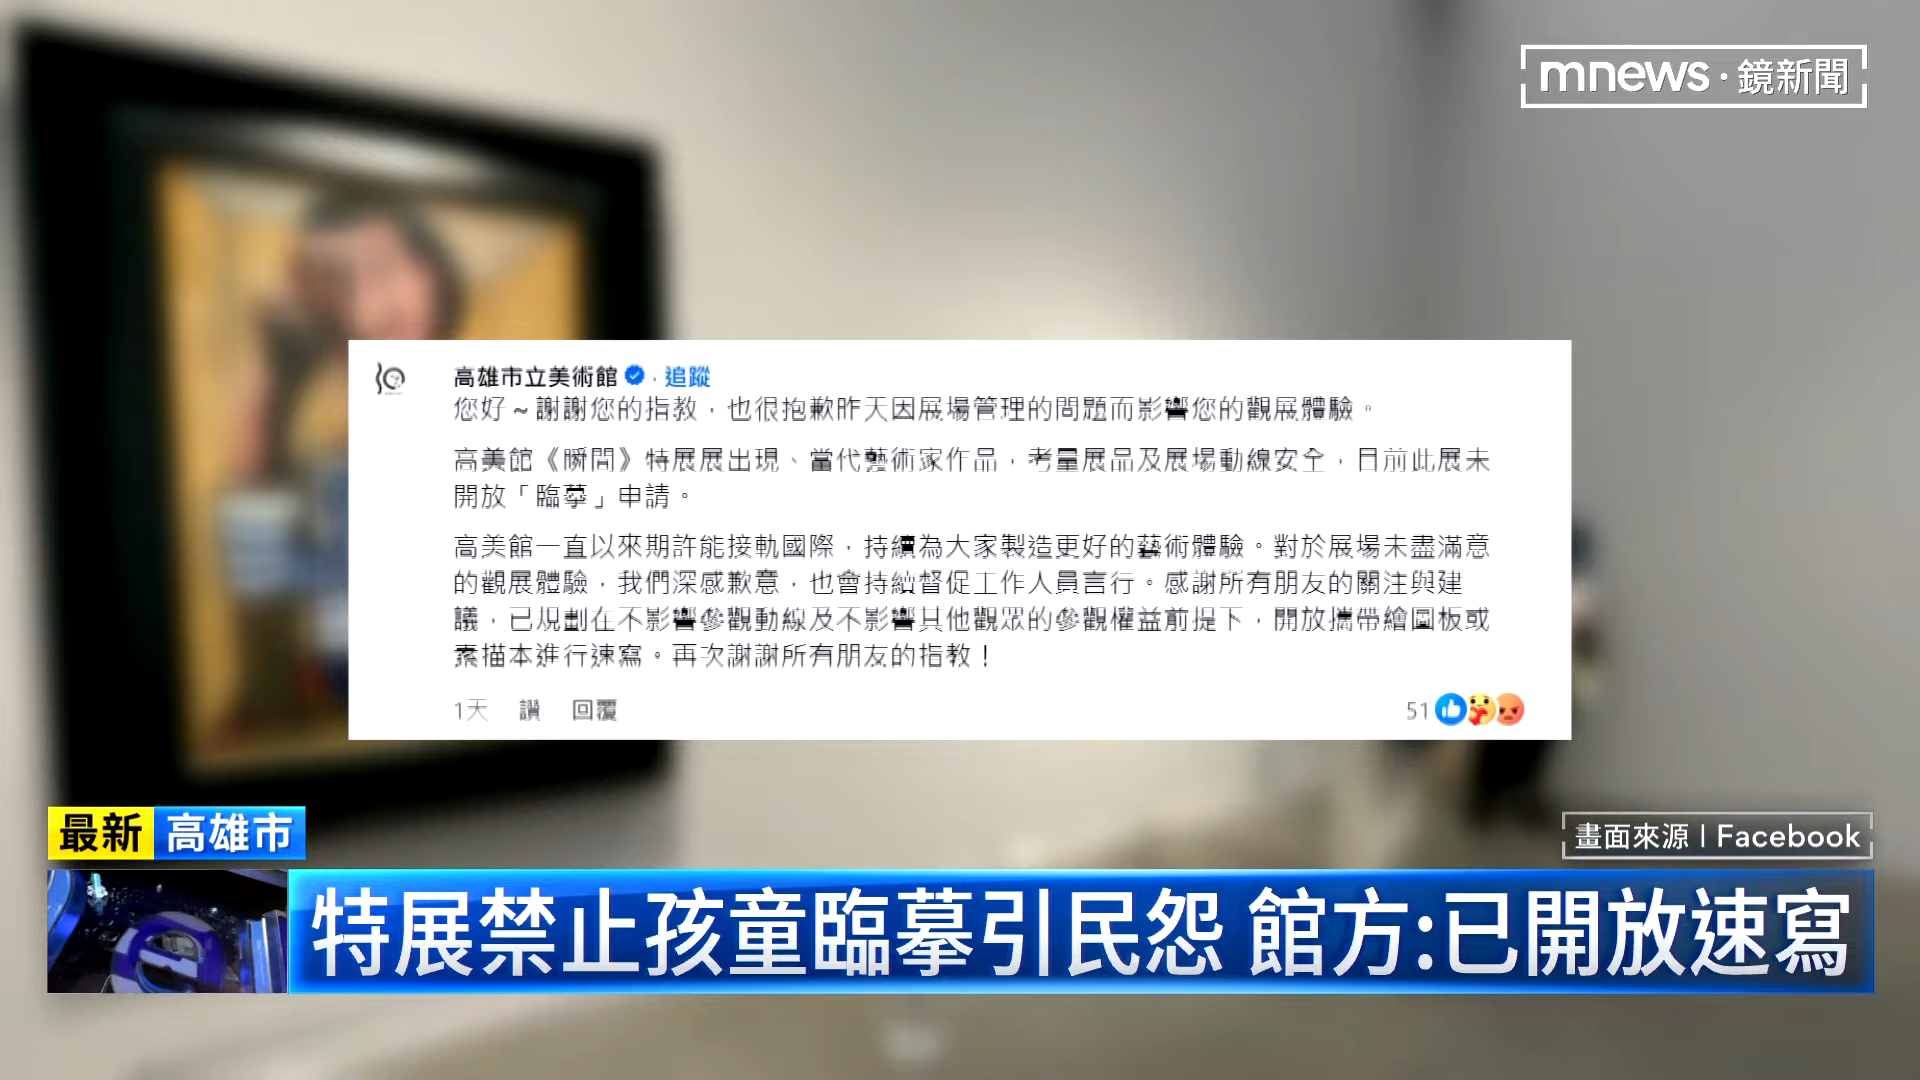 mnews·鏡新聞
高雄市立美術館 · 追蹤
您好~謝謝您的指教，也很抱歉昨天因展場管理的問題而影響您的觀展體驗。
高美館《瞬間》特展展出現、當代藝術家作品，考量展品及展場動線安全，目前此展未
開放「臨摹」申請。
高美館一直以來期許能接軌國際，持續為大家製造更好的藝術體驗。對於展場未盡滿意
的觀展體驗，我們深感歉意，也會持續督促工作人員言行。感謝所有朋友的關注與建
議，已規劃在不影響參觀動線及不影響其他觀眾的參觀權益前提下，開放攜帶繪圖板或
素描本進行速寫。再次謝謝所有朋友的指教！
1天 讚 回覆 51
最新 高雄市
畫面來源 | Facebook
特展禁止孩童臨摹引民怨 館方:已開放速寫